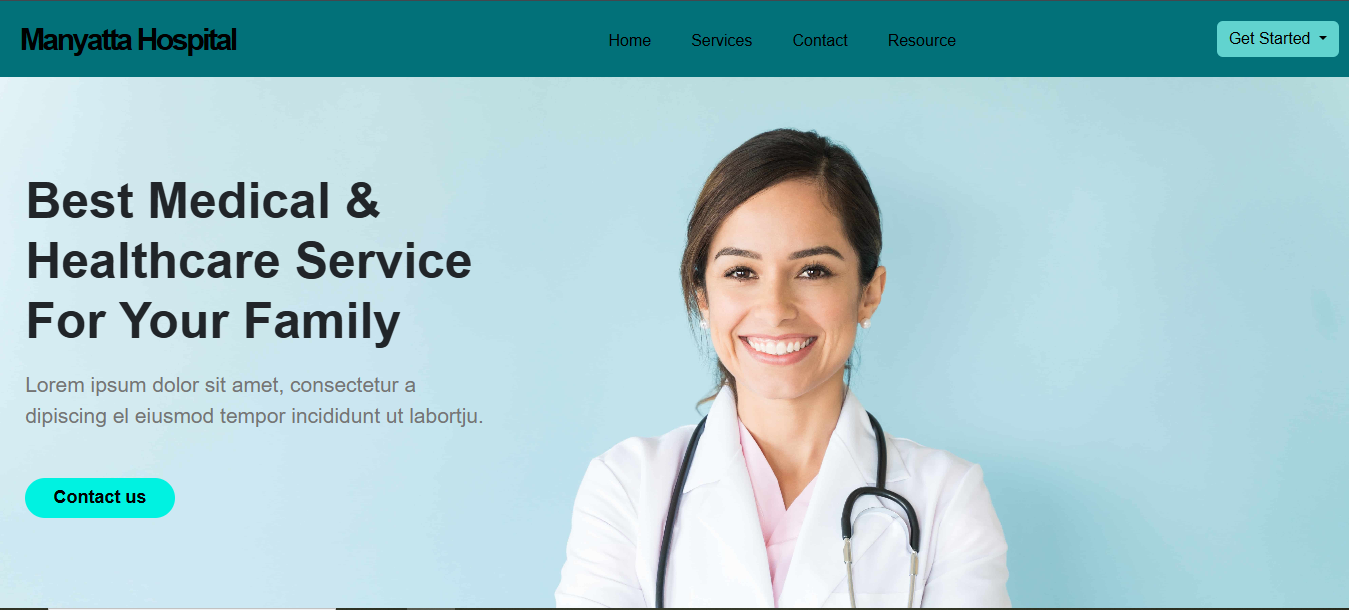 Manyatta Hospital
Home Services Contact Resource
Get Started
Best Medical &
Healthcare Service
For Your Family
Lorem ipsum dolor sit amet, consectetur a
dipiscing el eiusmod tempor incididunt ut labortju.
Contact us